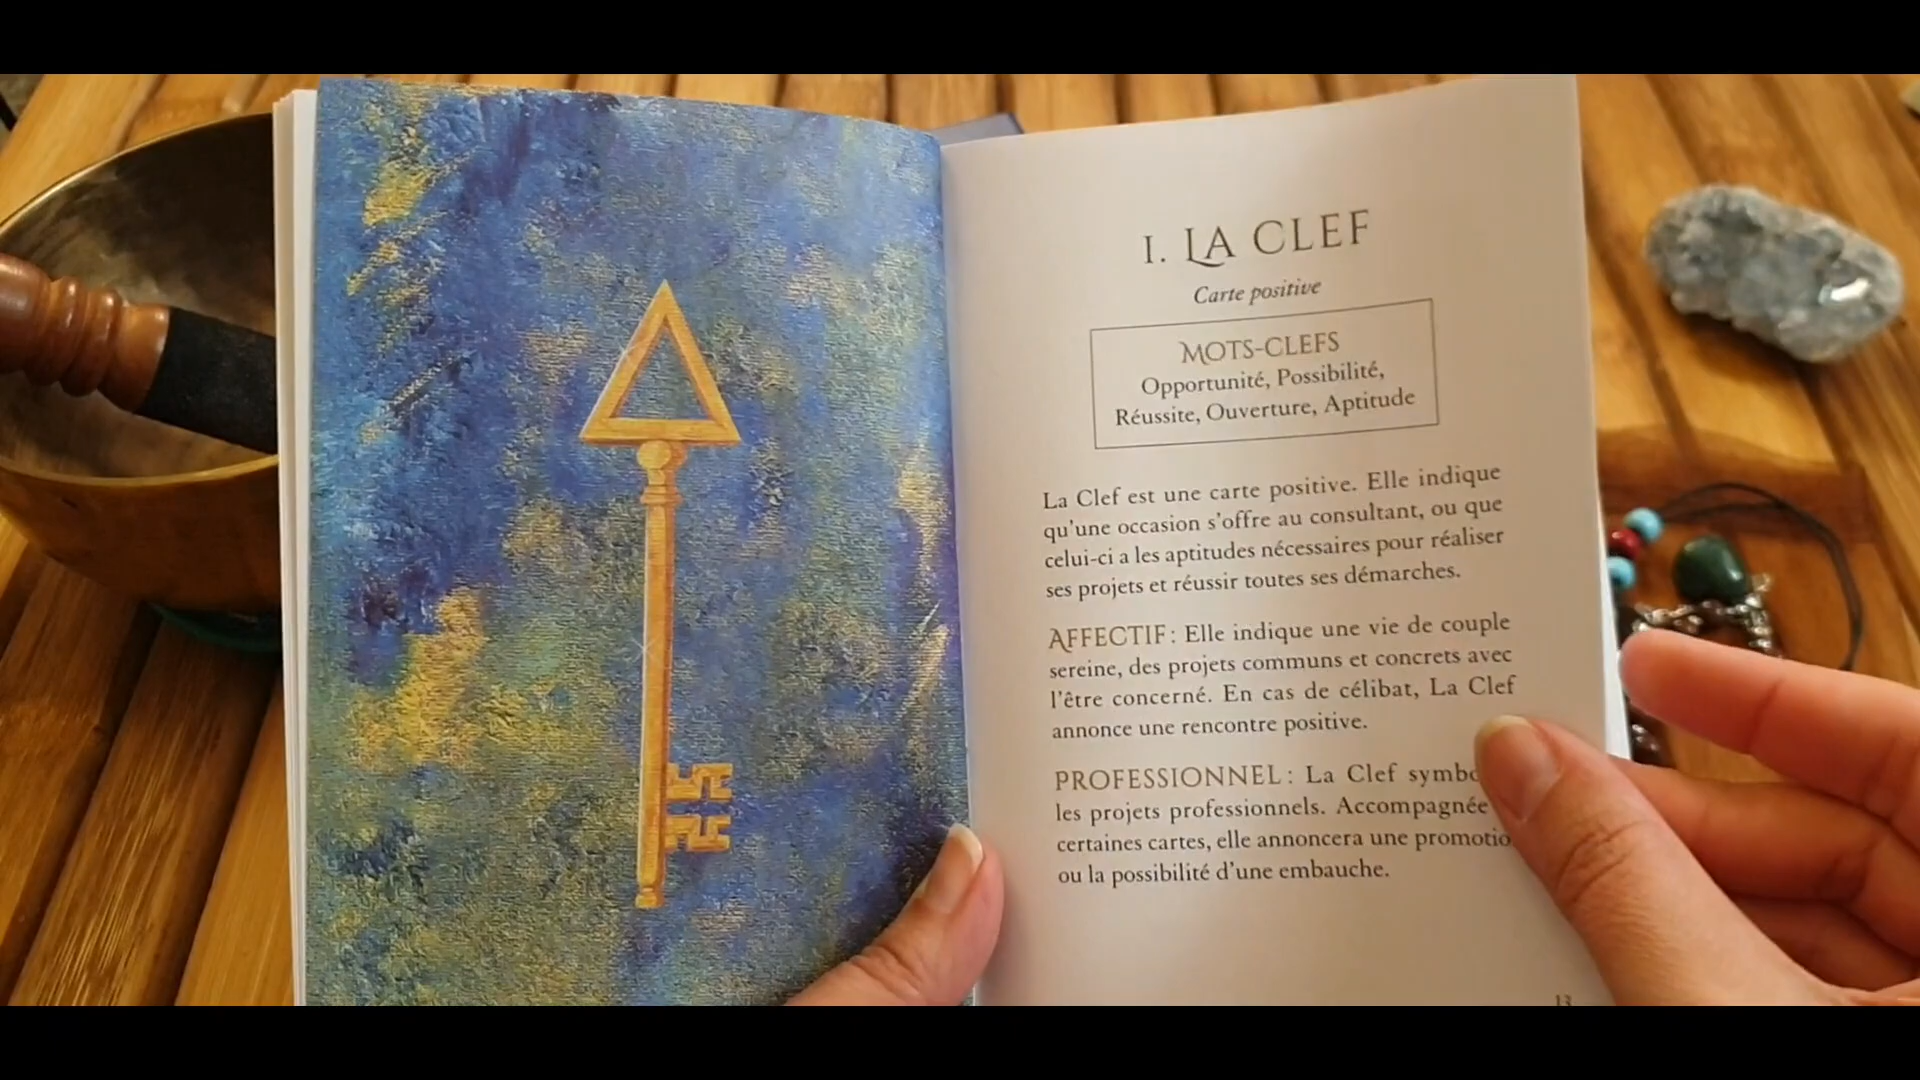 I. LA CLEF
Carte positive
MOTS-CLEFS
Opportunité, Possibilité,
Réussite, Ouverture, Aptitude
La Clef est une carte positive. Elle indique
qu'une occasion s'offre au consultant, ou que
celui-ci a les aptitudes nécessaires pour réaliser
ses projets et réussir toutes ses démarches.
AFFECTIF : Elle indique une vie de couple
sereine, des projets communs et concrets avec
l'être concerné. En cas de célibat, La Clef
annonce une rencontre positive.
PROFESSIONNEL : La Clef
les projets professionnels. Accompagnée
certaines cartes, elle annoncera une
ou la possibilité d'une embauche.
13